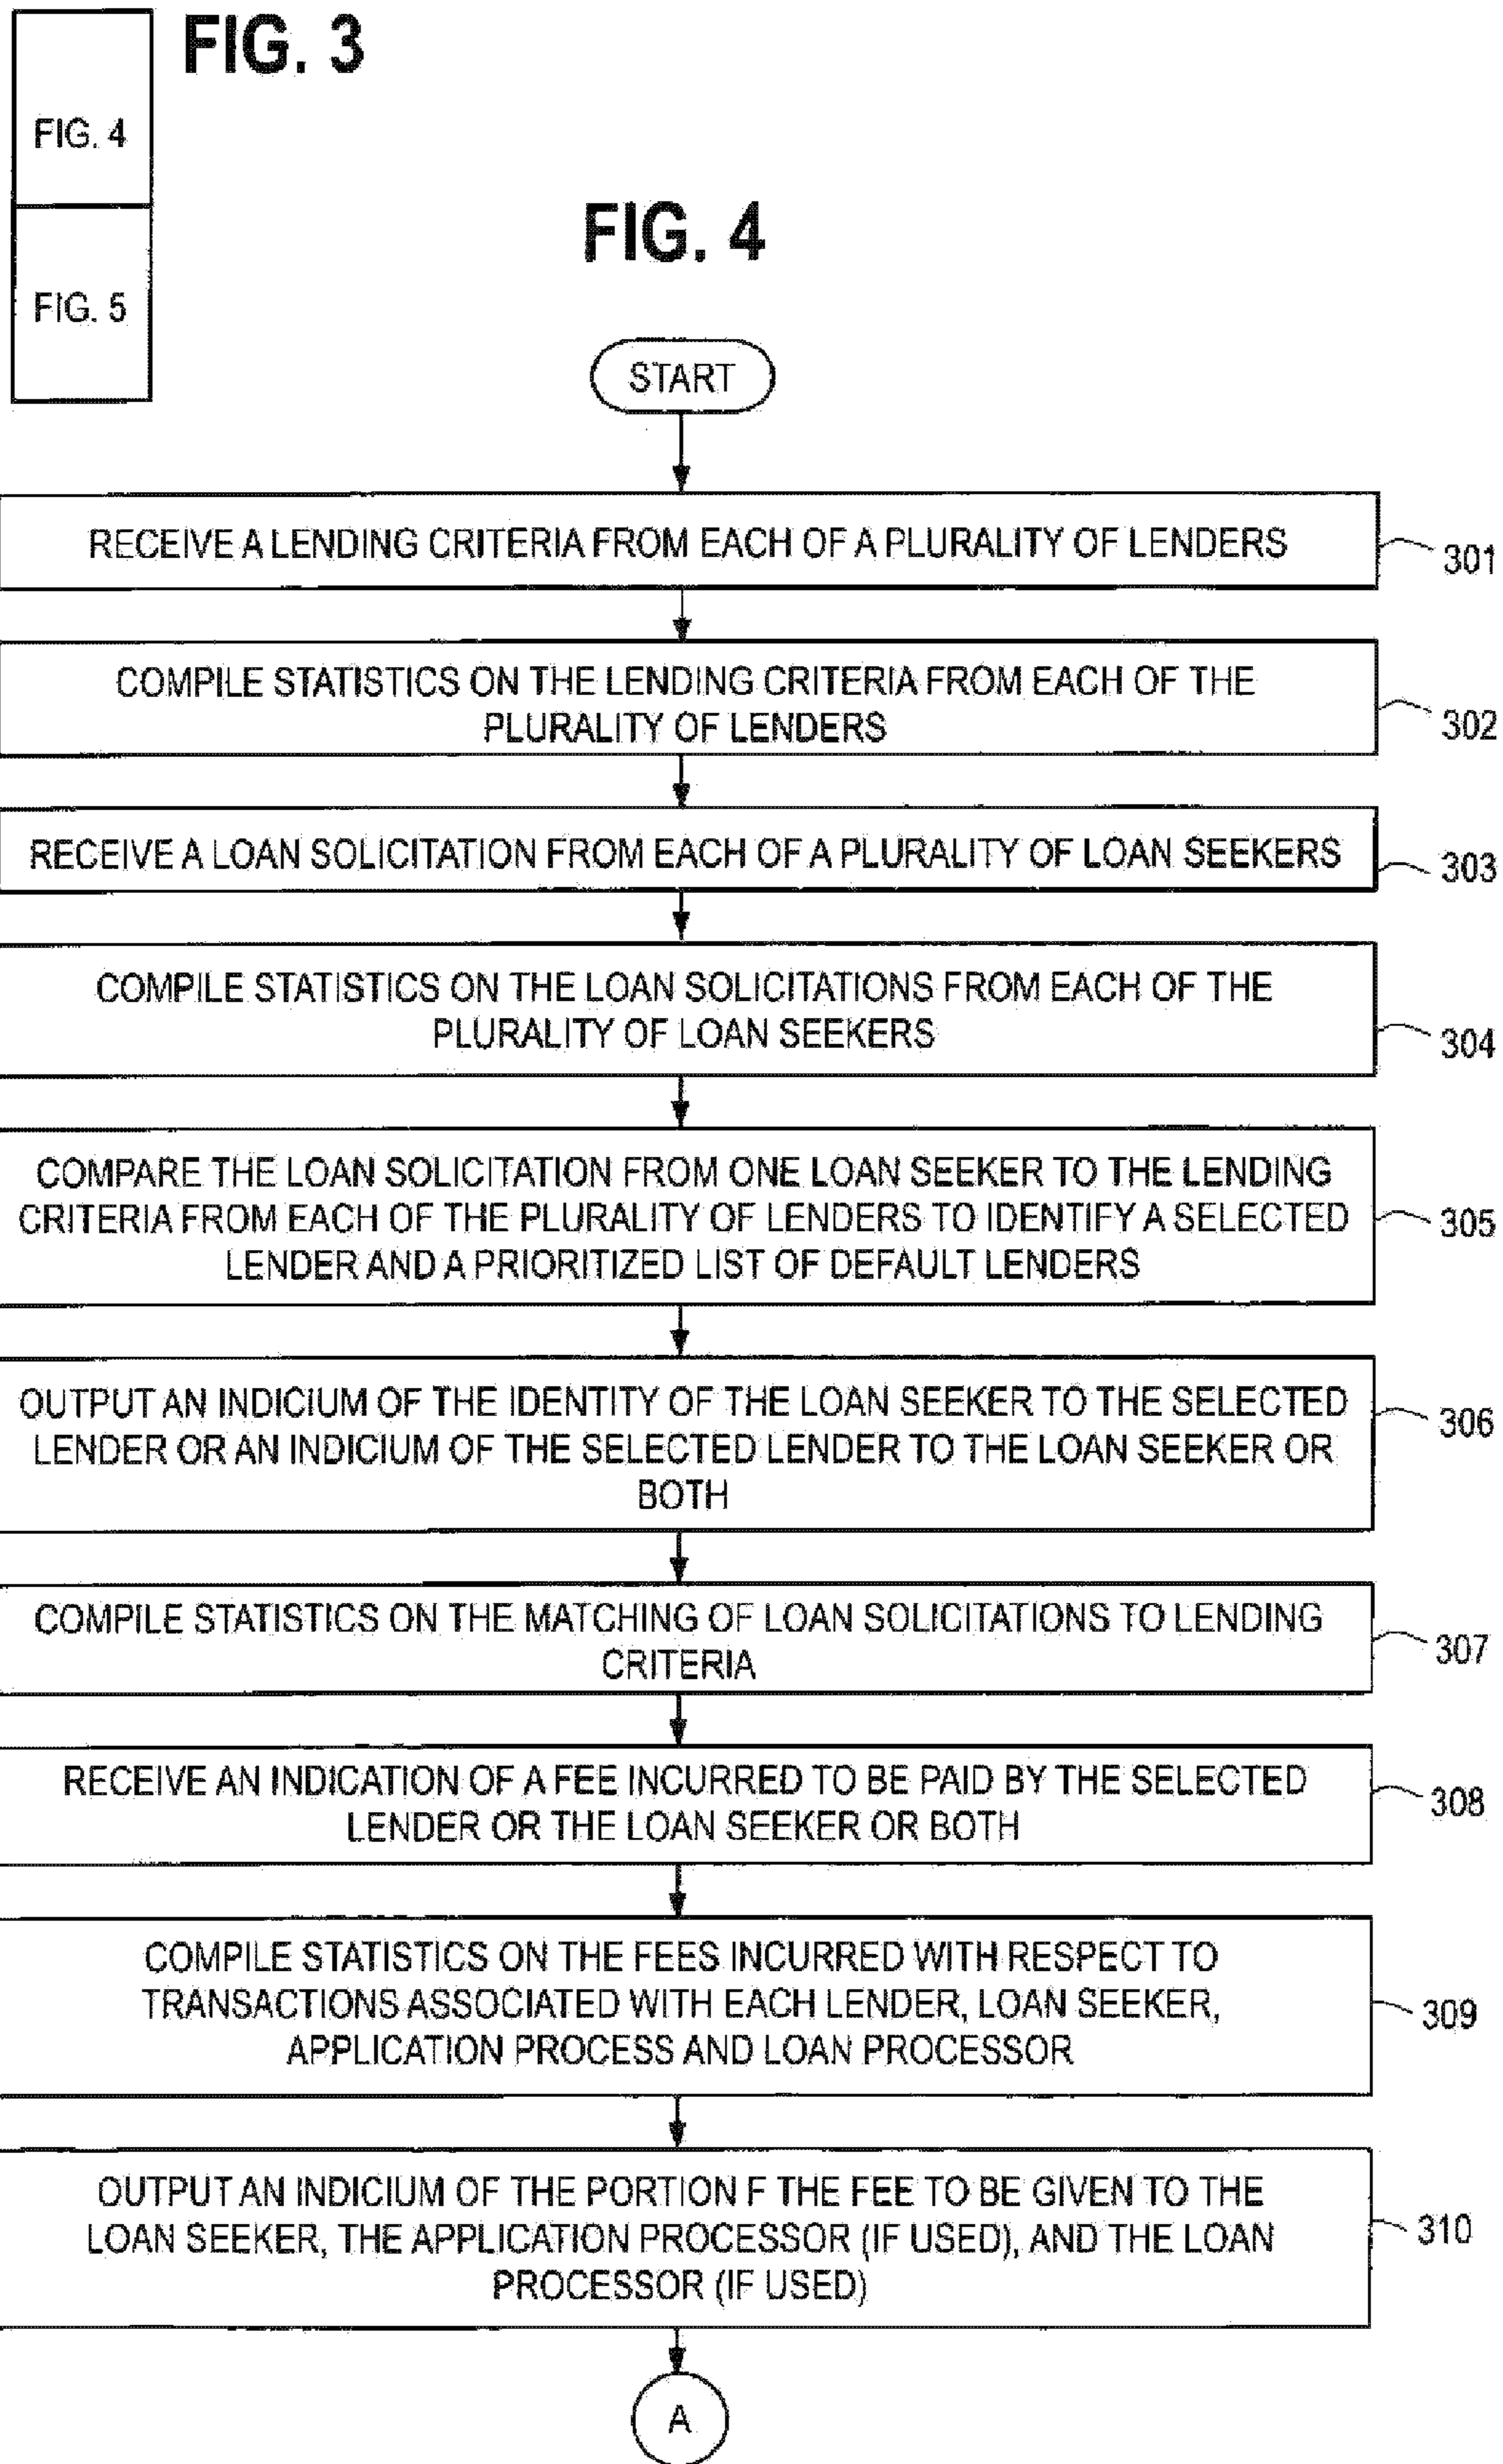 FIG. 3
FIG. 4
FIG. 5
FIG. 4
START
RECEIVE A LENDING CRITERIA FROM EACH OF A PLURALITY OF LENDERS
301
COMPILE STATISTICS ON THE LENDING CRITERIA FROM EACH OF THE
PLURALITY OF LENDERS
302
RECEIVE A LOAN SOLICITATION FROM EACH OF A PLURALITY OF LOAN SEEKERS
303
COMPILE STATISTICS ON THE LOAN SOLICITATIONS FROM EACH OF THE
PLURALITY OF LOAN SEEKERS
304
COMPARE THE LOAN SOLICITATION FROM ONE LOAN SEEKER TO THE LENDING
CRITERIA FROM EACH OF THE PLURALITY OF LENDERS TO IDENTIFY A SELECTED
LENDER AND A PRIORITIZED LIST OF DEFAULT LENDERS
305
OUTPUT AN INDICIUM OF THE IDENTITY OF THE LOAN SEEKER TO THE SELECTED
LENDER OR AN INDICIUM OF THE SELECTED LENDER TO THE LOAN SEEKER OR
BOTH
306
COMPILE STATISTICS ON THE MATCHING OF LOAN SOLICITATIONS TO LENDING
CRITERIA
307
RECEIVE AN INDICATION OF A FEE INCURRED TO BE PAID BY THE SELECTED
LENDER OR THE LOAN SEEKER OR BOTH
308
COMPILE STATISTICS ON THE FEES INCURRED WITH RESPECT TO
TRANSACTIONS ASSOCIATED WITH EACH LENDER, LOAN SEEKER,
APPLICATION PROCESS AND LOAN PROCESSOR
309
OUTPUT AN INDICIUM OF THE PORTION F THE FEE TO BE GIVEN TO THE
LOAN SEEKER, THE APPLICATION PROCESSOR (IF USED), AND THE LOAN
PROCESSOR (IF USED)
310
A